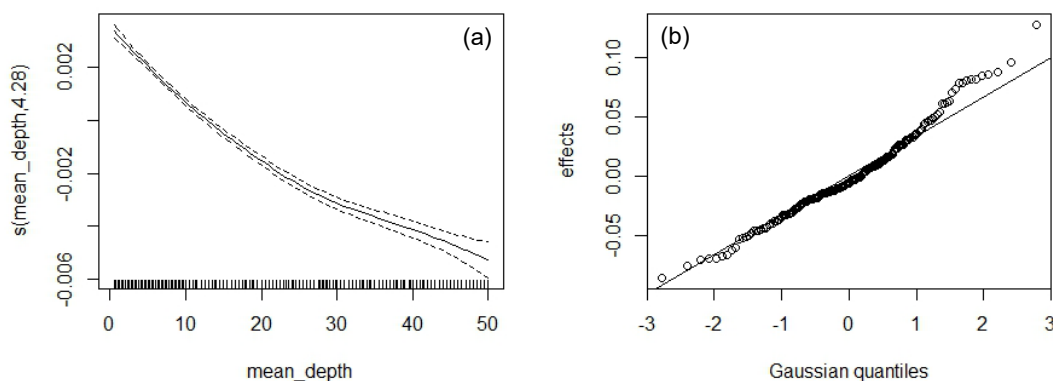 (a)
s(mean_depth,4.28)
0.002
-0.002
-0.006
0 10 20 30 40 50
mean_depth
(b)
effects
0.10
0.05
0.00
-0.05
-3 -2 -1 0 1 2 3
Gaussian quantiles